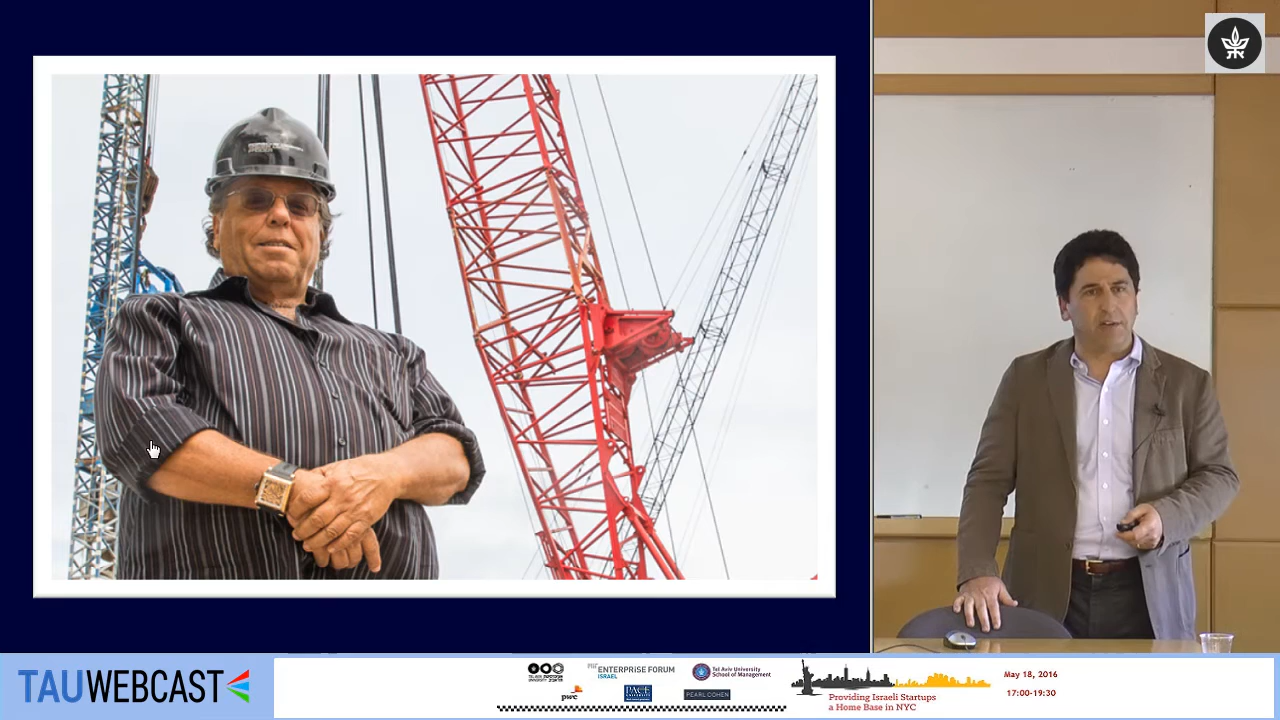 TAUWEBCAST
MIT
ENTERPRISE FORUM
ISRAEL
Tel Aviv University
School of Management
pwc
PACE
PEARL COHEN
Providing Israeli Startups
a Home Base in NYC
May 18, 2016
17:00-19:30